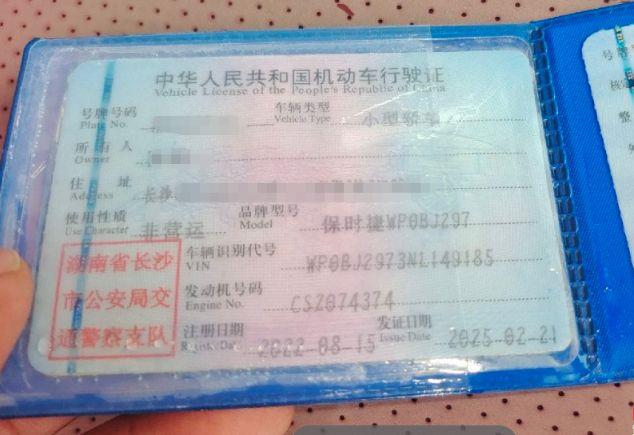 中华人民共和国机动车行驶证
Vehicle License of the People's Republic of China
号牌号码 车辆类型 小型轿车
Plate No. Vehicle Type
所有人
Owner
住址 长沙
Address
使用性质 非营运 品牌型号 保时捷WP0BJ297
Use Character Model
湖南省长沙市公安局交通警察支队
车辆识别代号 WP0BJ2973NL149185
VIN
发动机号码 CSZ074374
Engine No.
注册日期 2022-08-15 发证日期 2025-02-21
Register Date Issue Date
号